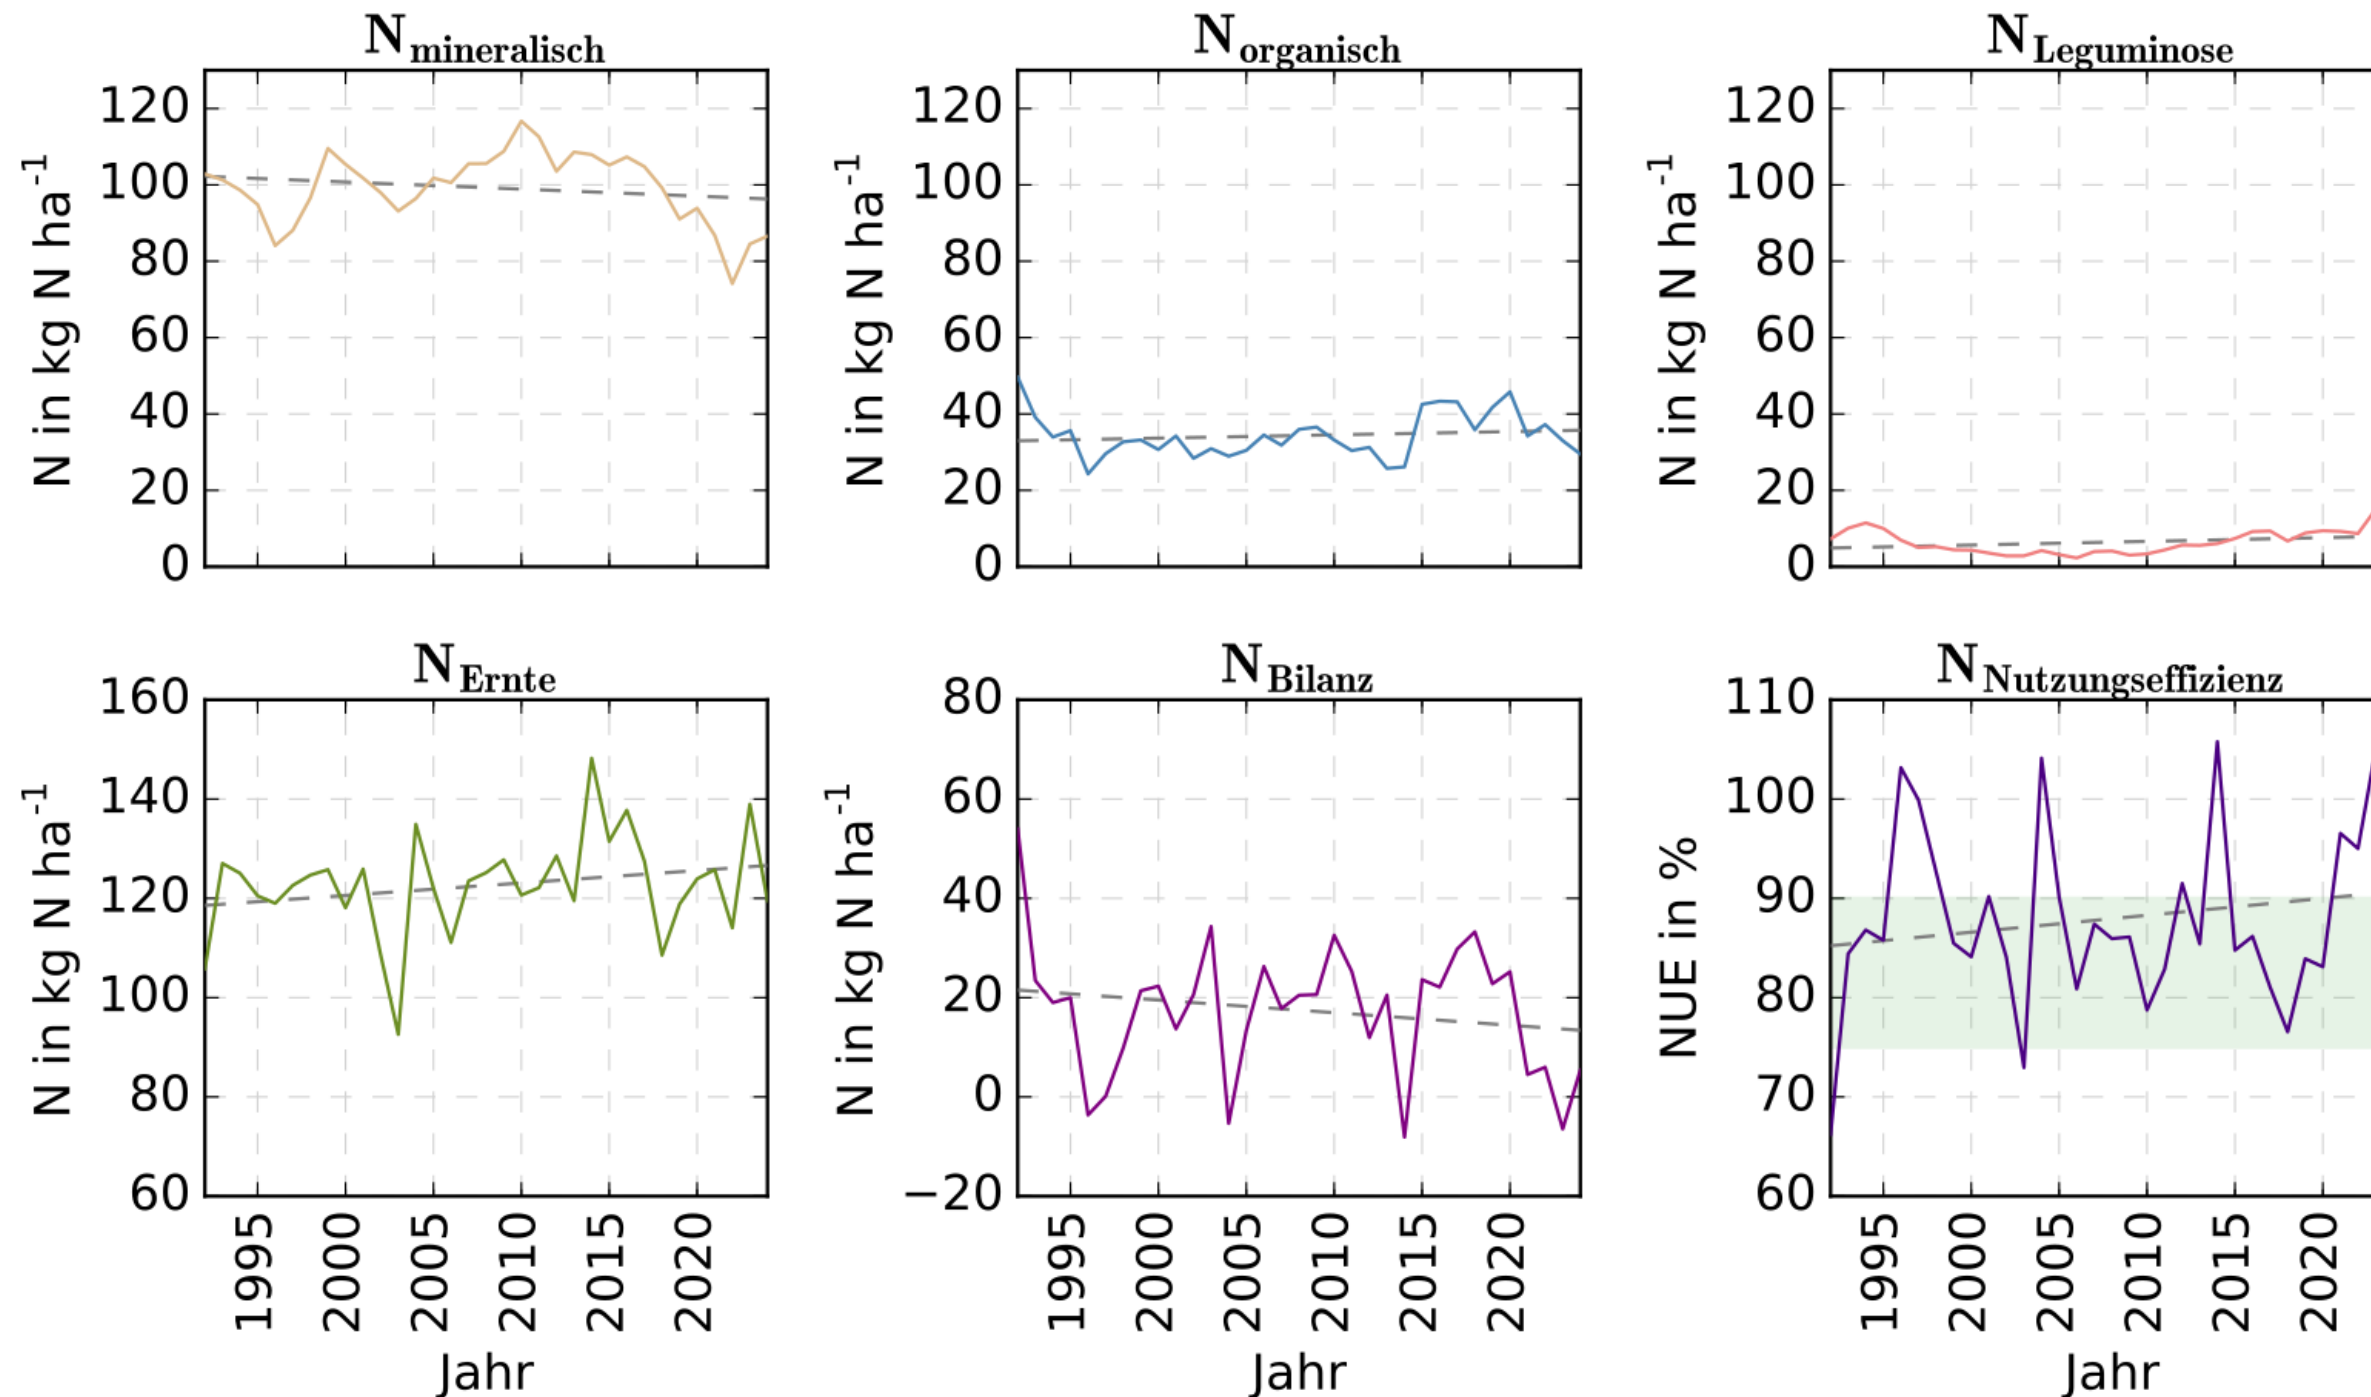 N mineralisch
N organisch
N Leguminose
N in kg N ha-1
120
100
80
60
40
20
0
N in kg N ha-1
120
100
80
60
40
20
0
N in kg N ha-1
120
100
80
60
40
20
0
N Ernte
N Bilanz
N Nutzungseffizienz
N in kg N ha-1
160
140
120
100
80
60
N in kg N ha-1
80
60
40
20
0
−20
NUE in %
110
100
90
80
70
60
1995 2000 2005 2010 2015 2020
1995 2000 2005 2010 2015 2020
1995 2000 2005 2010 2015 2020
Jahr
Jahr
Jahr